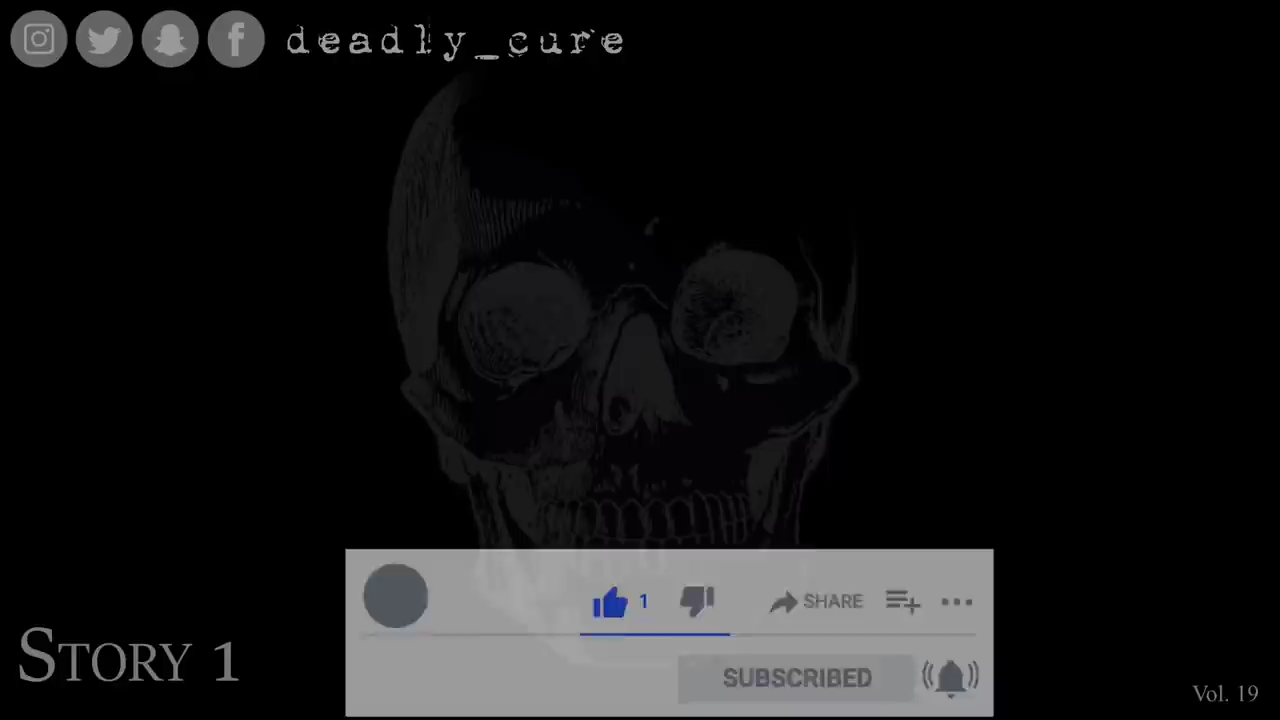 deadly_cure
1
SHARE
STORY 1
SUBSCRIBED
Vol. 19